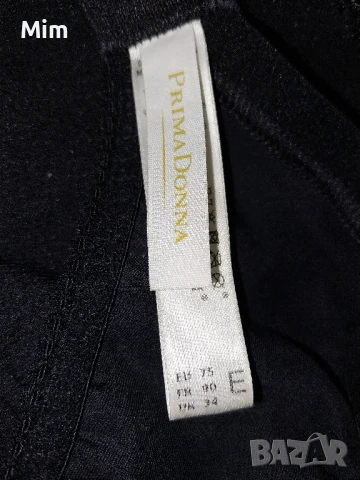 Mim
PRIMADONNA
EU 75
FR 90
UK 34
E
BAZAR